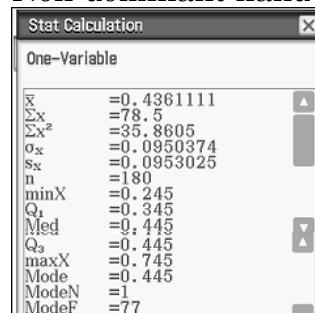 Stat Calculation
One-Variable
x̄ =0.4361111
Σx =78.5
Σx² =35.8605
σx =0.0950374
sx =0.0953025
n =180
minX =0.245
Q₁ =0.345
Med =0.445
Q₃ =0.445
maxX =0.745
Mode =0.445
ModeN =1
ModeF =77